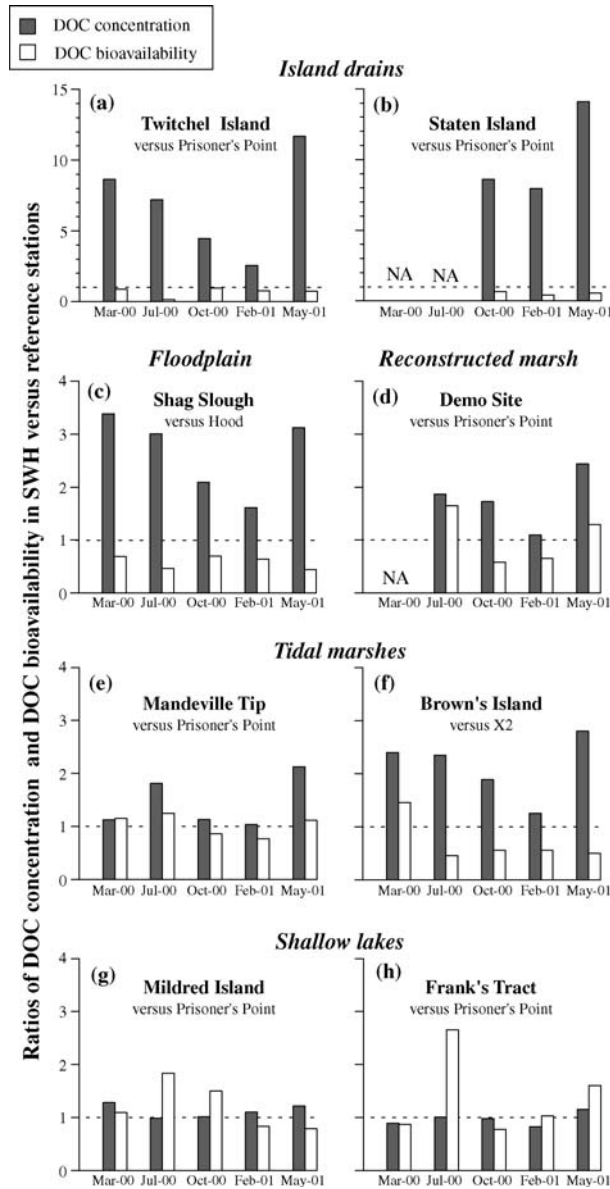 DOC concentration
DOC bioavailability
Ratios of DOC concentration and DOC bioavailability in SWH versus reference stations
Island drains
(a)
Twitchel Island
versus Prisoner's Point
15
10
5
0
Mar-00 Jul-00 Oct-00 Feb-01 May-01
(b)
Staten Island
versus Prisoner's Point
NA NA
Mar-00 Jul-00 Oct-00 Feb-01 May-01
Floodplain
(c)
Shag Slough
versus Hood
4
3
2
1
0
Mar-00 Jul-00 Oct-00 Feb-01 May-01
Reconstructed marsh
(d)
Demo Site
versus Prisoner's Point
NA
Mar-00 Jul-00 Oct-00 Feb-01 May-01
Tidal marshes
(e)
Mandeville Tip
versus Prisoner's Point
4
3
2
1
0
Mar-00 Jul-00 Oct-00 Feb-01 May-01
(f)
Brown's Island
versus X2
Mar-00 Jul-00 Oct-00 Feb-01 May-01
Shallow lakes
(g)
Mildred Island
versus Prisoner's Point
4
3
2
1
0
Mar-00 Jul-00 Oct-00 Feb-01 May-01
(h)
Frank's Tract
versus Prisoner's Point
Mar-00 Jul-00 Oct-00 Feb-01 May-01